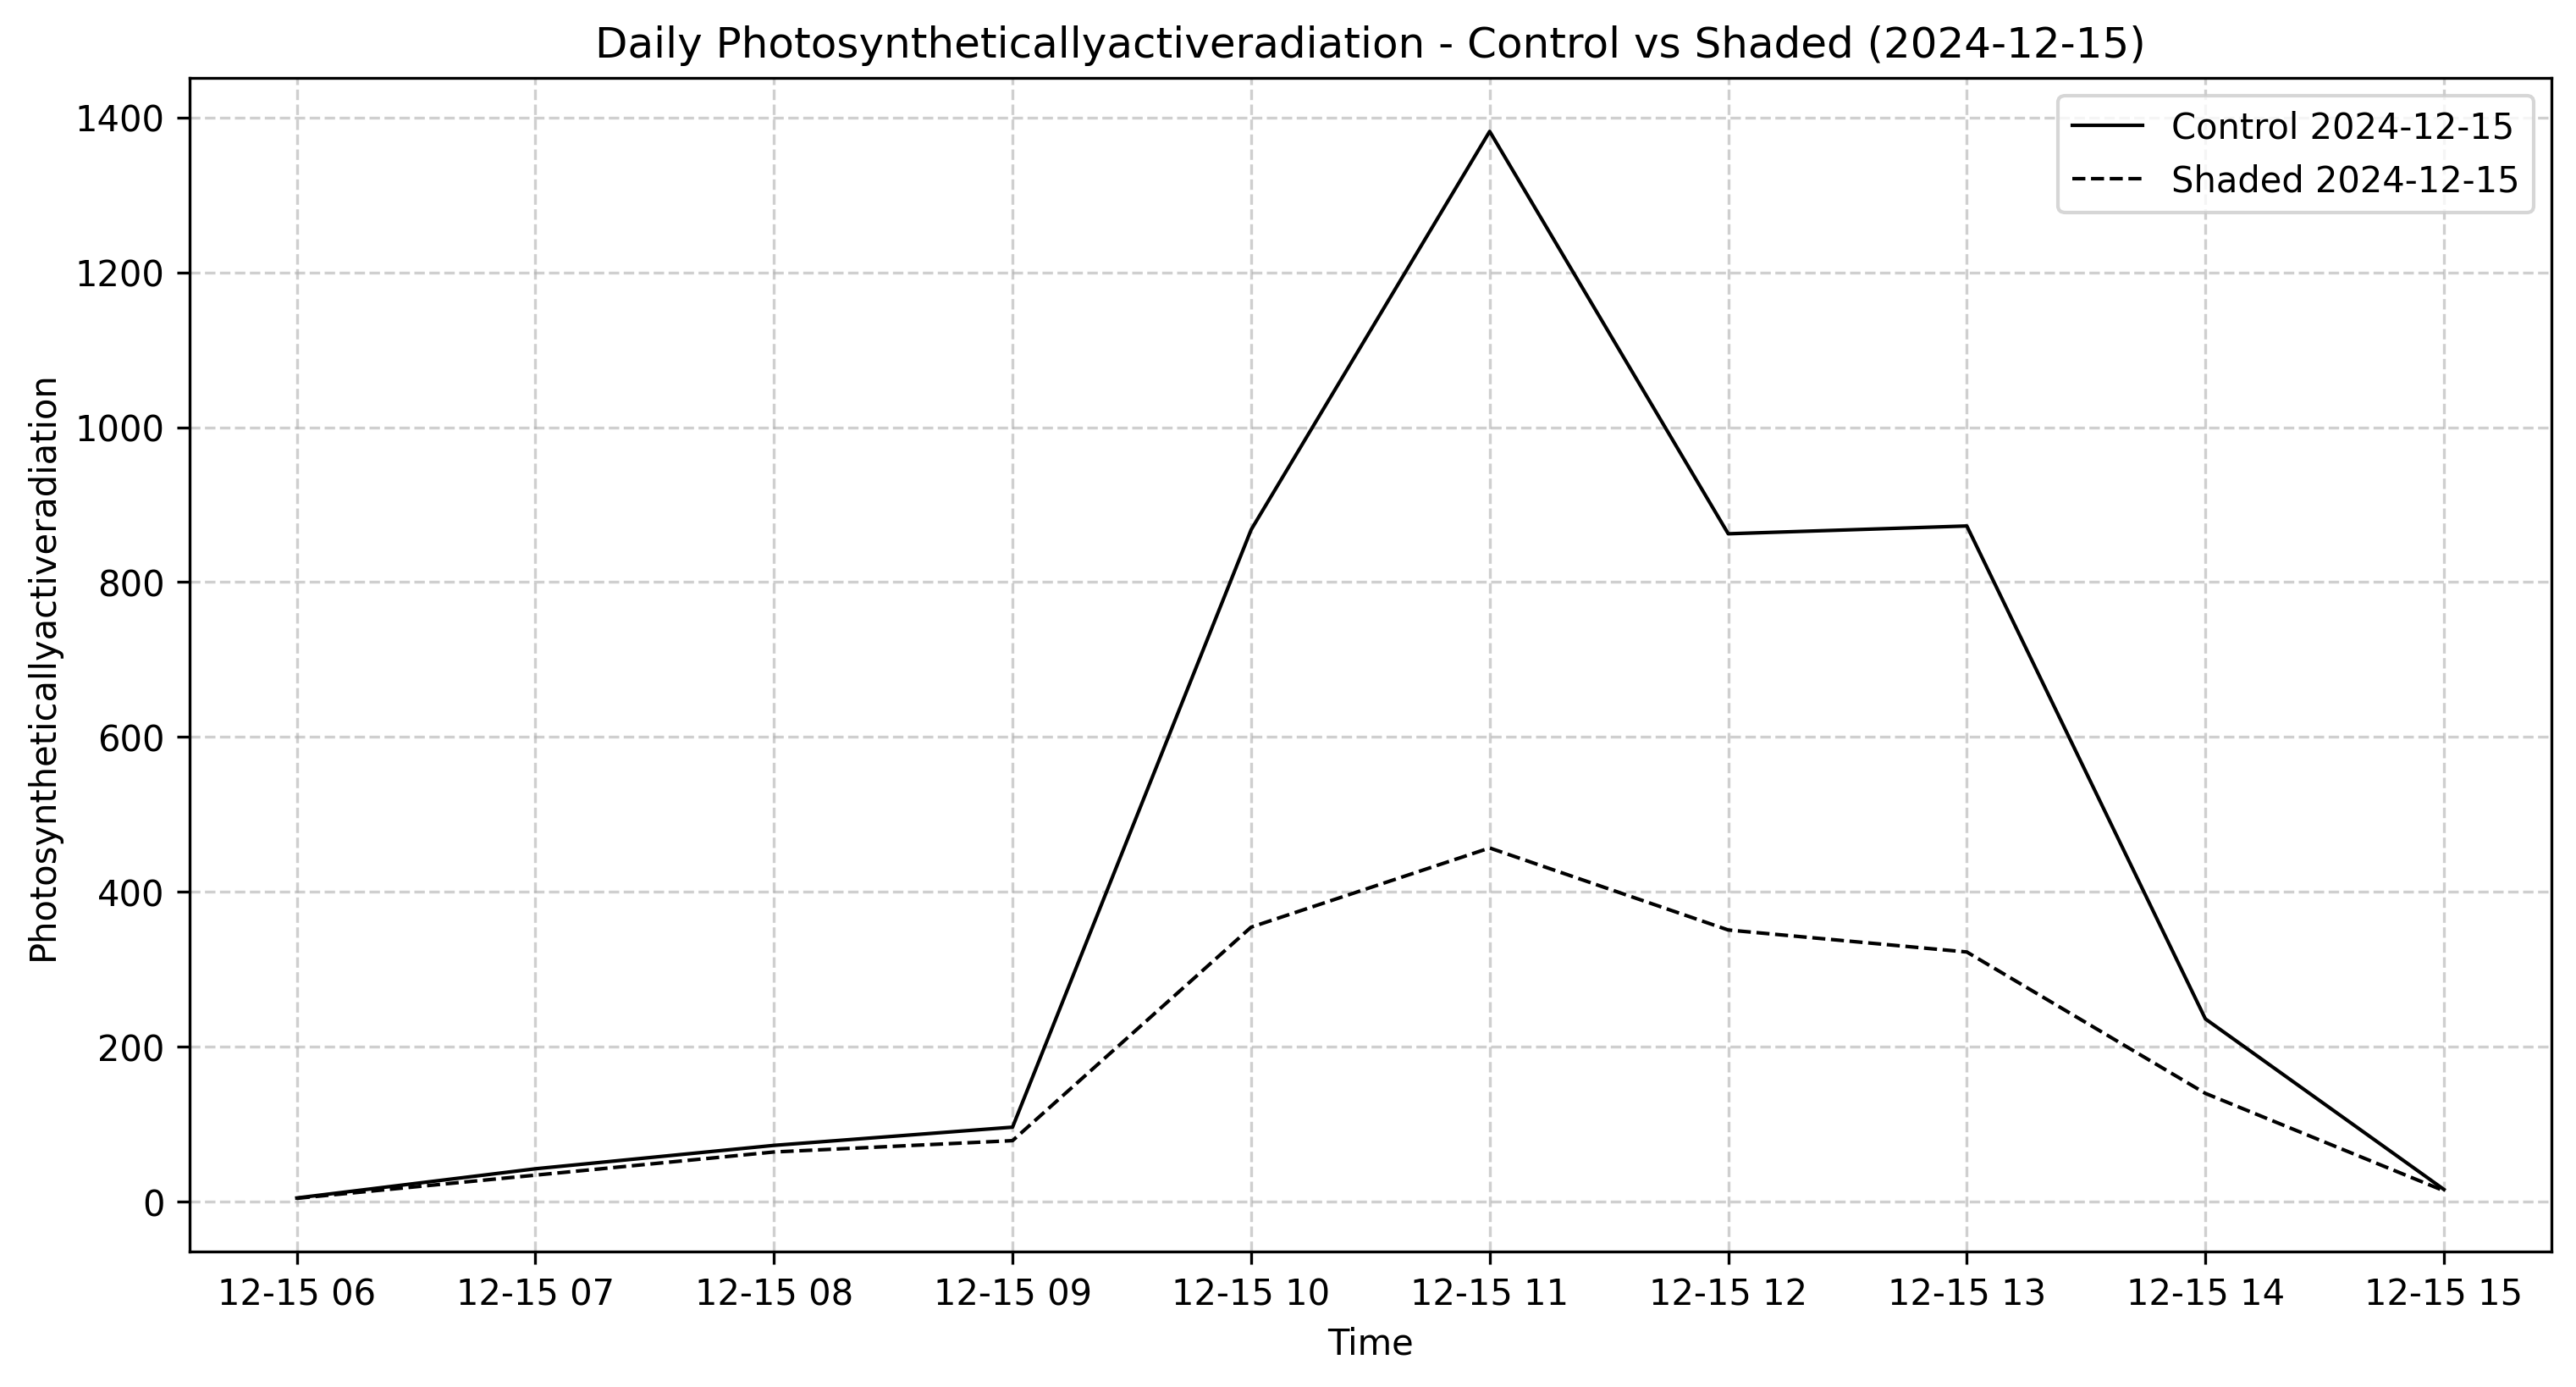 Daily Photosyntheticallyactiveradiation - Control vs Shaded (2024-12-15)
Control 2024-12-15
Shaded 2024-12-15
Photosyntheticallyactiveradiation
1400
1200
1000
800
600
400
200
0
12-15 06 12-15 07 12-15 08 12-15 09 12-15 10 12-15 11 12-15 12 12-15 13 12-15 14 12-15 15
Time